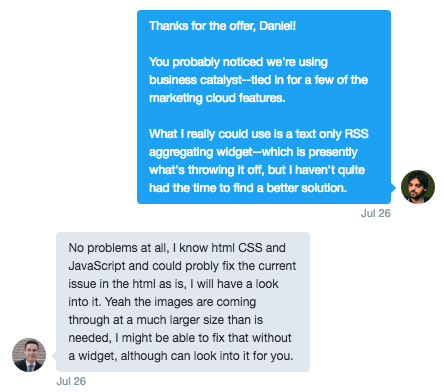 Thanks for the offer, Daniel!
You probably noticed we're using
business catalyst--tied in for a few of the
marketing cloud features.
What I really could use is a text only RSS
aggregating widget--which is presently
what's throwing it off, but I haven't quite
had the time to find a better solution.
Jul 26
No problems at all, I know html CSS and
JavaScript and could probly fix the current
issue in the html as is, I will have a look
into it. Yeah the images are coming
through at a much larger size than is
needed, I might be able to fix that without
a widget, although can look into it for you.
Jul 26